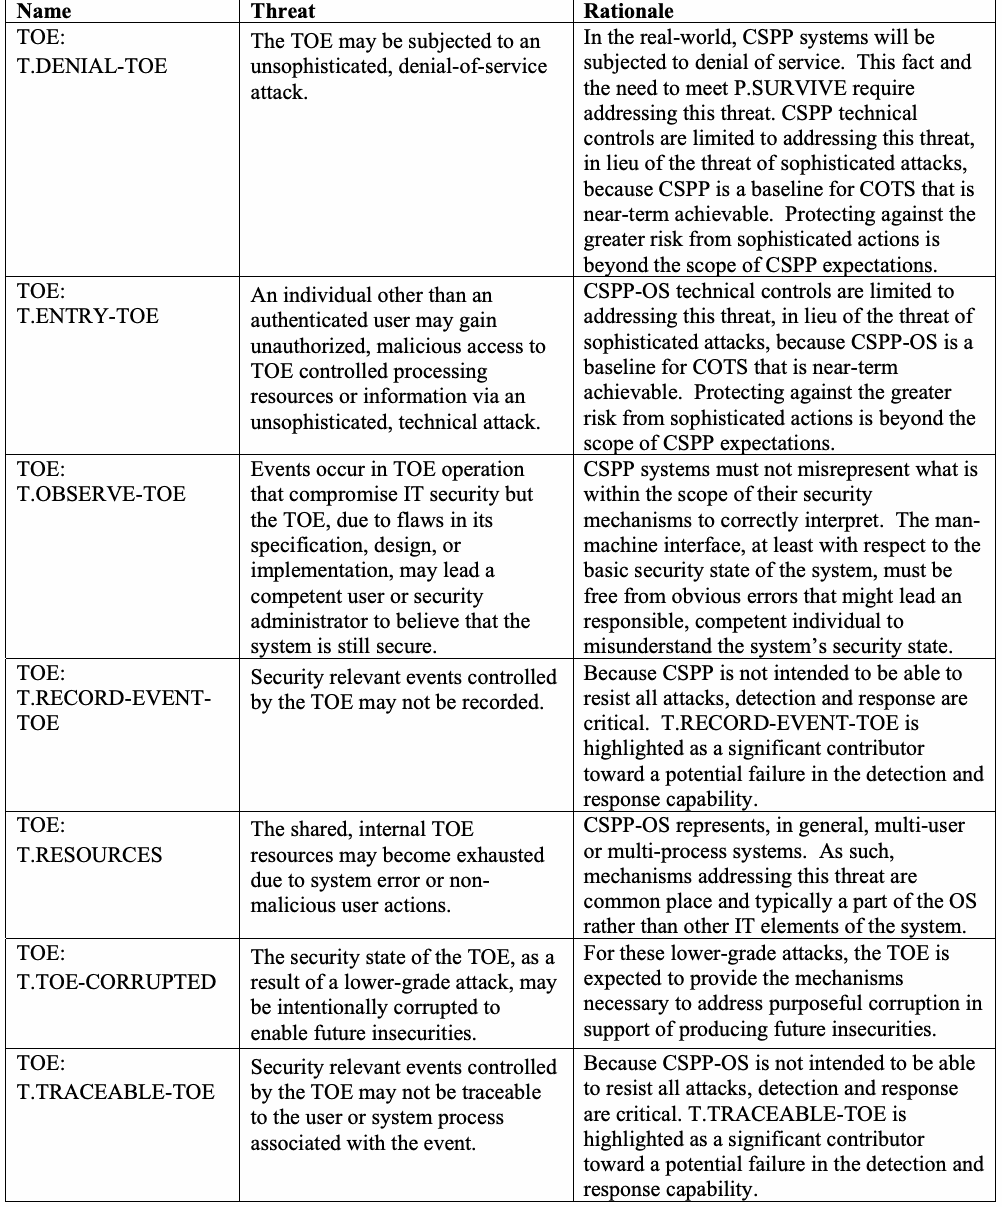 Name
Threat
Rationale
TOE:
T.DENIAL-TOE
The TOE may be subjected to an
unsophisticated, denial-of-service
attack.
In the real-world, CSPP systems will be
subjected to denial of service.  This fact and
the need to meet P.SURVIVE require
addressing this threat. CSPP technical
controls are limited to addressing this threat,
in lieu of the threat of sophisticated attacks,
because CSPP is a baseline for COTS that is
near-term achievable.  Protecting against the
greater risk from sophisticated actions is
beyond the scope of CSPP expectations.
TOE:
T.ENTRY-TOE
An individual other than an
authenticated user may gain
unauthorized, malicious access to
TOE controlled processing
resources or information via an
unsophisticated, technical attack.
CSPP-OS technical controls are limited to
addressing this threat, in lieu of the threat of
sophisticated attacks, because CSPP-OS is a
baseline for COTS that is near-term
achievable.  Protecting against the greater
risk from sophisticated actions is beyond the
scope of CSPP expectations.
TOE:
T.OBSERVE-TOE
Events occur in TOE operation
that compromise IT security but
the TOE, due to flaws in its
specification, design, or
implementation, may lead a
competent user or security
administrator to believe that the
system is still secure.
CSPP systems must not misrepresent what is
within the scope of their security
mechanisms to correctly interpret.  The man-
machine interface, at least with respect to the
basic security state of the system, must be
free from obvious errors that might lead an
responsible, competent individual to
misunderstand the system’s security state.
TOE:
T.RECORD-EVENT-
TOE
Security relevant events controlled
by the TOE may not be recorded.
Because CSPP is not intended to be able to
resist all attacks, detection and response are
critical.  T.RECORD-EVENT-TOE is
highlighted as a significant contributor
toward a potential failure in the detection and
response capability.
TOE:
T.RESOURCES
The shared, internal TOE
resources may become exhausted
due to system error or non-
malicious user actions.
CSPP-OS represents, in general, multi-user
or multi-process systems.  As such,
mechanisms addressing this threat are
common place and typically a part of the OS
rather than other IT elements of the system.
TOE:
T.TOE-CORRUPTED
The security state of the TOE, as a
result of a lower-grade attack, may
be intentionally corrupted to
enable future insecurities.
For these lower-grade attacks, the TOE is
expected to provide the mechanisms
necessary to address purposeful corruption in
support of producing future insecurities.
TOE:
T.TRACEABLE-TOE
Security relevant events controlled
by the TOE may not be traceable
to the user or system process
associated with the event.
Because CSPP-OS is not intended to be able
to resist all attacks, detection and response
are critical. T.TRACEABLE-TOE is
highlighted as a significant contributor
toward a potential failure in the detection and
response capability.